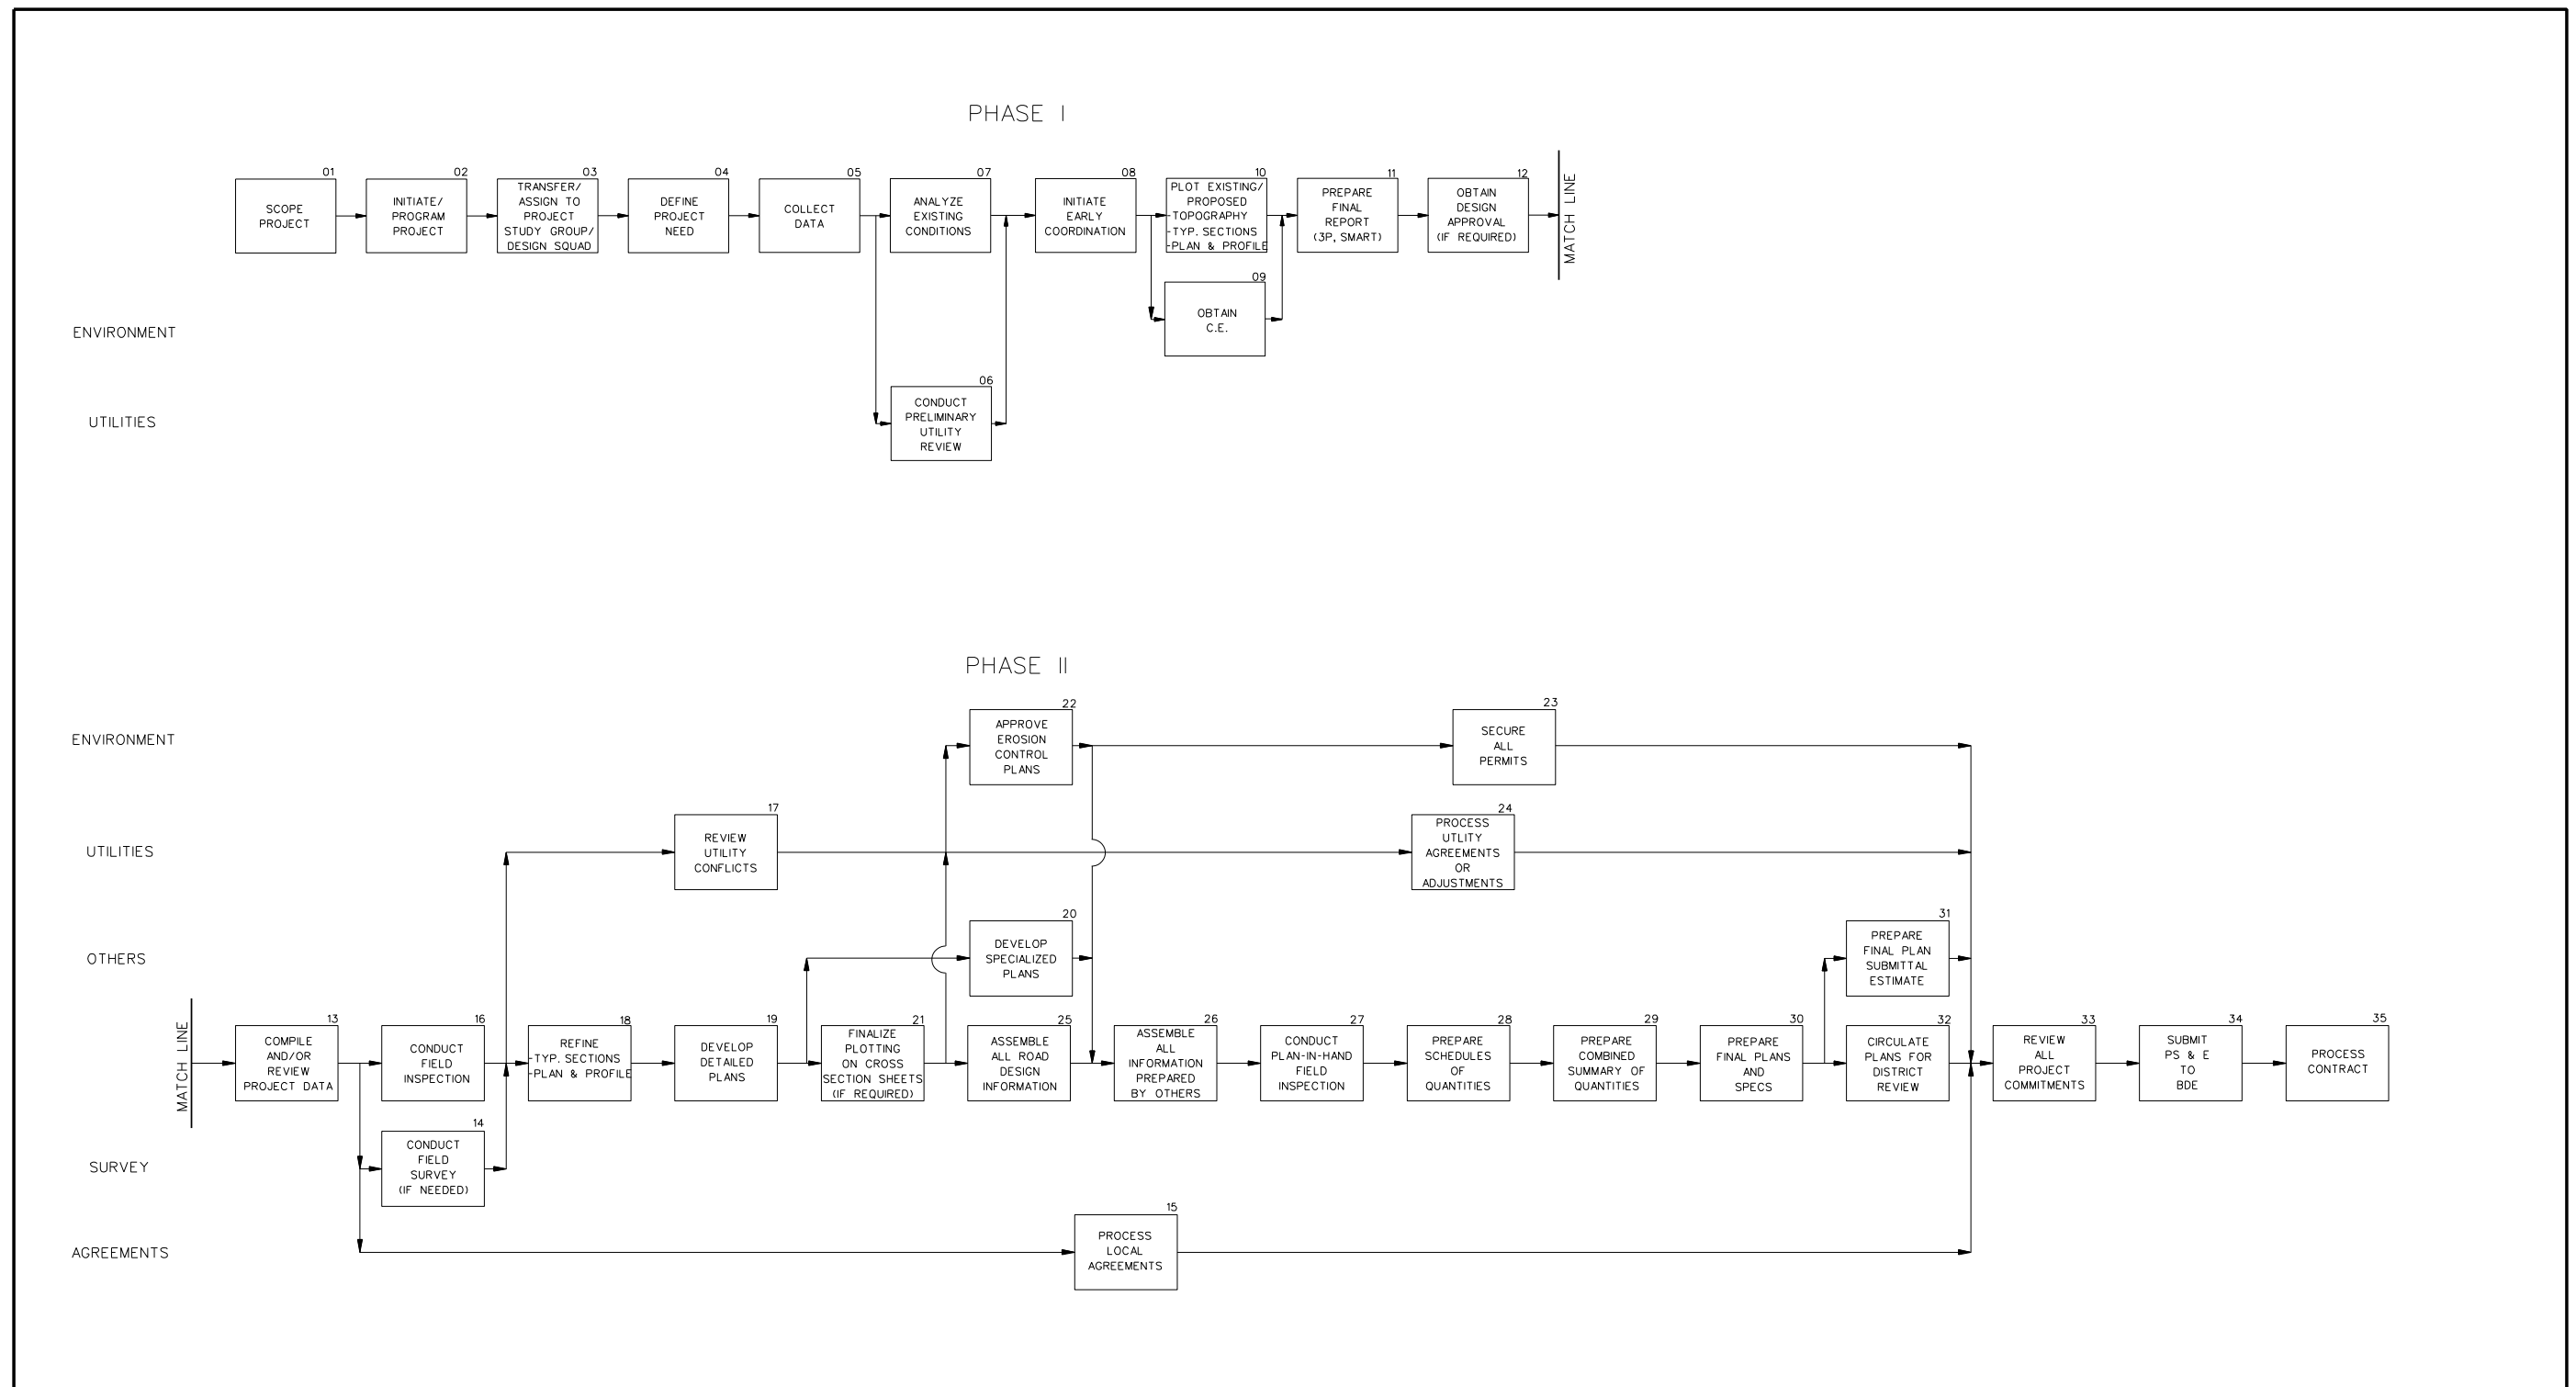 PHASE I
01
SCOPE
PROJECT
02
INITIATE/
PROGRAM
PROJECT
03
TRANSFER/
ASSIGN TO
PROJECT
STUDY GROUP/
DESIGN SQUAD
04
DEFINE
PROJECT
NEED
05
COLLECT
DATA
07
ANALYZE
EXISTING
CONDITIONS
08
INITIATE
EARLY
COORDINATION
10
PLOT EXISTING/
PROPOSED
-TOPOGRAPHY
-TYP. SECTIONS
-PLAN & PROFILE
11
PREPARE
FINAL
REPORT
(3P, SMART)
12
OBTAIN
DESIGN
APPROVAL
(IF REQUIRED)
MATCH LINE
ENVIRONMENT
09
OBTAIN
C.E.
UTILITIES
06
CONDUCT
PRELIMINARY
UTILITY
REVIEW
PHASE II
ENVIRONMENT
22
APPROVE
EROSION
CONTROL
PLANS
23
SECURE
ALL
PERMITS
UTILITIES
17
REVIEW
UTILITY
CONFLICTS
24
PROCESS
UTLITY
AGREEMENTS
OR
ADJUSTMENTS
OTHERS
20
DEVELOP
SPECIALIZED
PLANS
31
PREPARE
FINAL PLAN
SUBMITTAL
ESTIMATE
MATCH LINE
13
COMPILE
AND/OR
REVIEW
PROJECT DATA
16
CONDUCT
FIELD
INSPECTION
18
REFINE
-TYP. SECTIONS
-PLAN & PROFILE
19
DEVELOP
DETAILED
PLANS
21
FINALIZE
PLOTTING
ON CROSS
SECTION SHEETS
(IF REQUIRED)
25
ASSEMBLE
ALL ROAD
DESIGN
INFORMATION
26
ASSEMBLE
ALL
INFORMATION
PREPARED
BY OTHERS
27
CONDUCT
PLAN-IN-HAND
FIELD
INSPECTION
28
PREPARE
SCHEDULES
OF
QUANTITIES
29
PREPARE
COMBINED
SUMMARY OF
QUANTITIES
30
PREPARE
FINAL PLANS
AND
SPECS
32
CIRCULATE
PLANS FOR
DISTRICT
REVIEW
33
REVIEW
ALL
PROJECT
COMMITMENTS
34
SUBMIT
PS & E
TO
BDE
35
PROCESS
CONTRACT
SURVEY
14
CONDUCT
FIELD
SURVEY
(IF NEEDED)
AGREEMENTS
15
PROCESS
LOCAL
AGREEMENTS